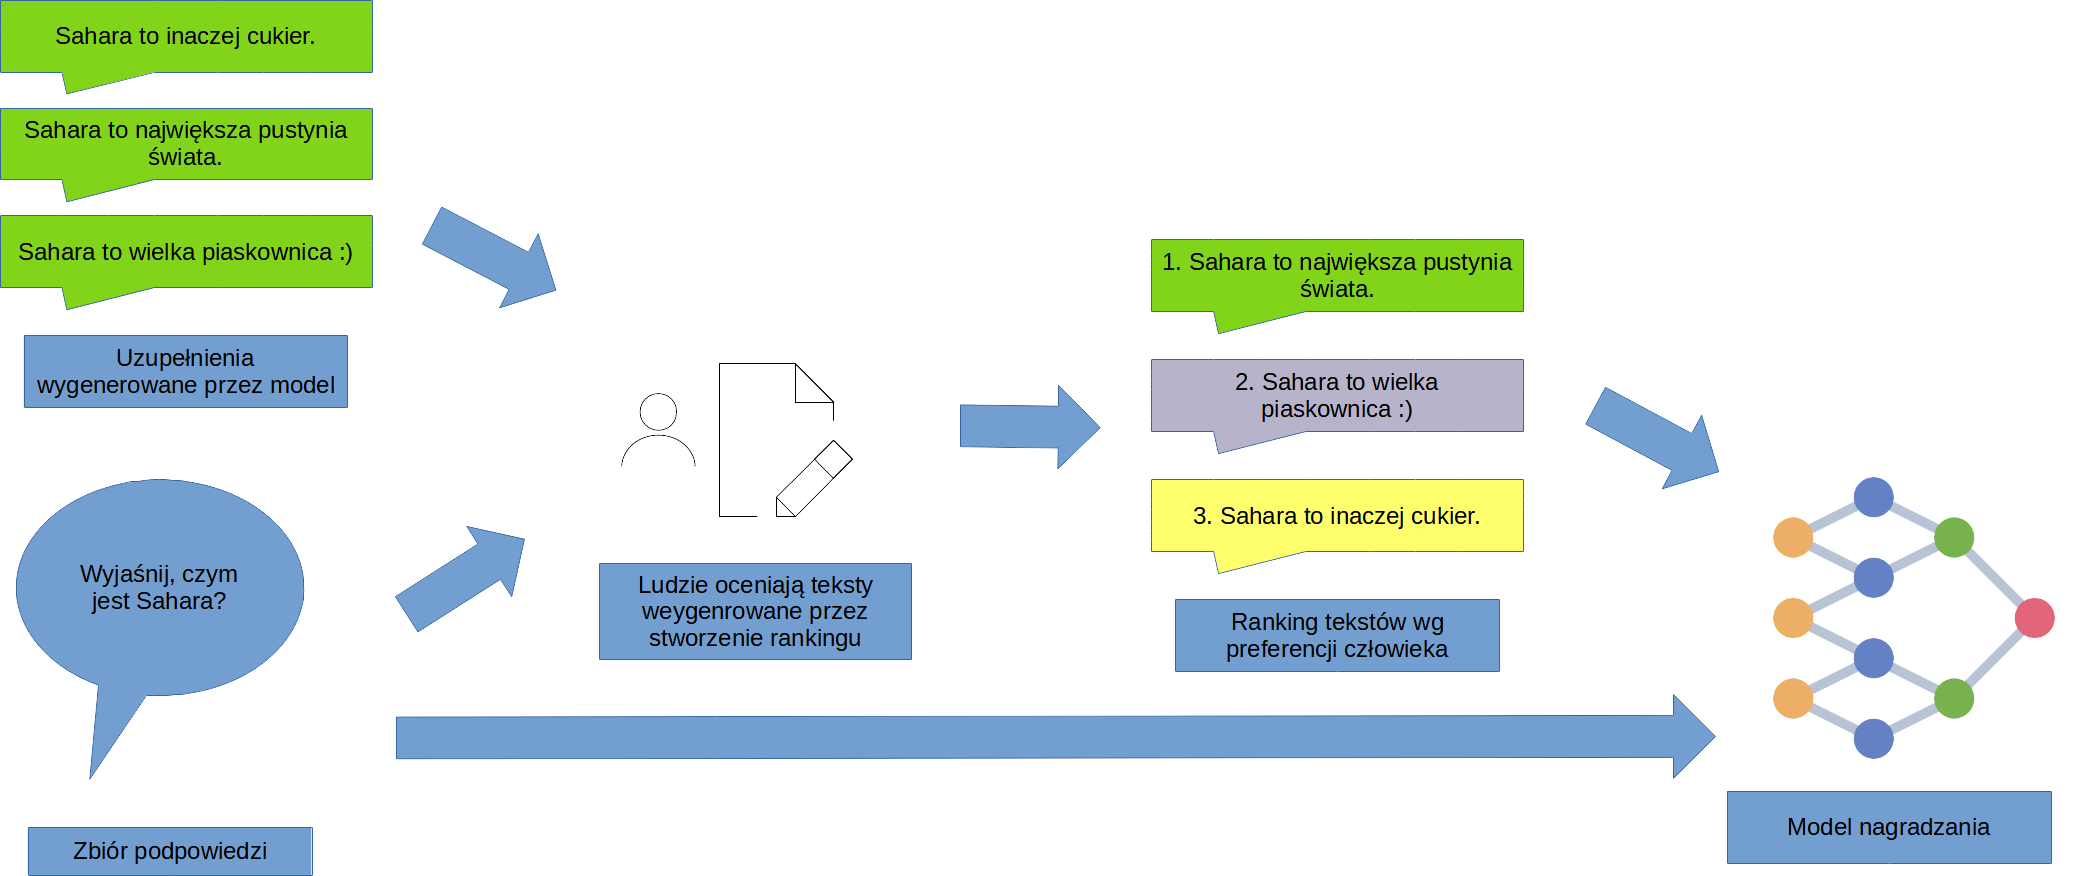 Sahara to inaczej cukier.
Sahara to największa pustynia
świata.
Sahara to wielka piaskownica :)
Uzupełnienia
wygenerowane przez model
Wyjaśnij, czym
jest Sahara?
Zbiór podpowiedzi
Ludzie oceniają teksty
weygenrowane przez
stworzenie rankingu
1. Sahara to największa pustynia
świata.
2. Sahara to wielka
piaskownica :)
3. Sahara to inaczej cukier.
Ranking tekstów wg
preferencji człowieka
Model nagradzania